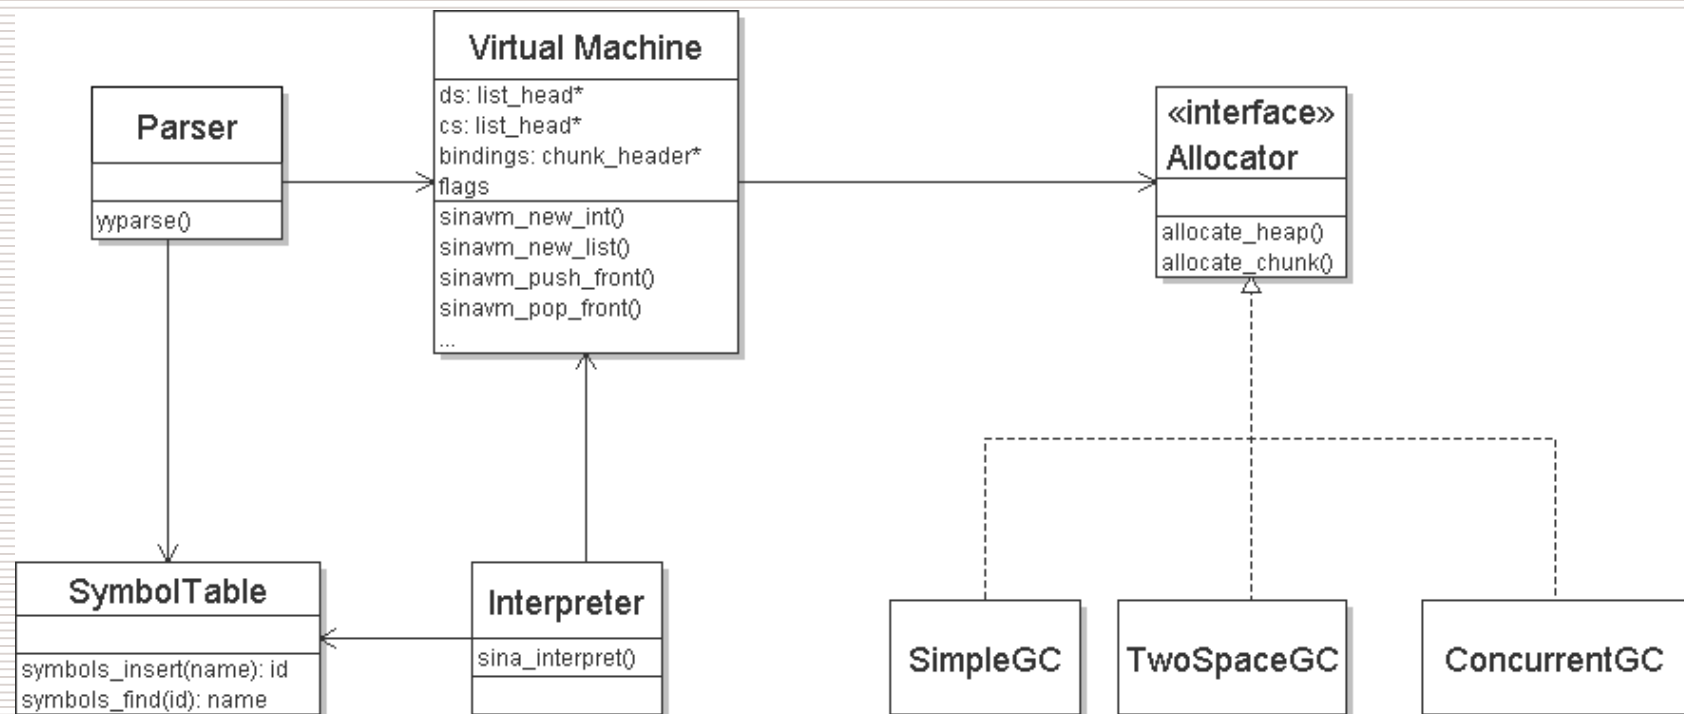 Parser
yyparse()
Virtual Machine
ds: list_head*
cs: list_head*
bindings: chunk_header*
flags
sinavm_new_int()
sinavm_new_list()
sinavm_push_front()
sinavm_pop_front()
...
«interface»
Allocator
allocate_heap()
allocate_chunk()
SymbolTable
symbols_insert(name): id
symbols_find(id): name
Interpreter
sina_interpret()
SimpleGC
TwoSpaceGC
ConcurrentGC